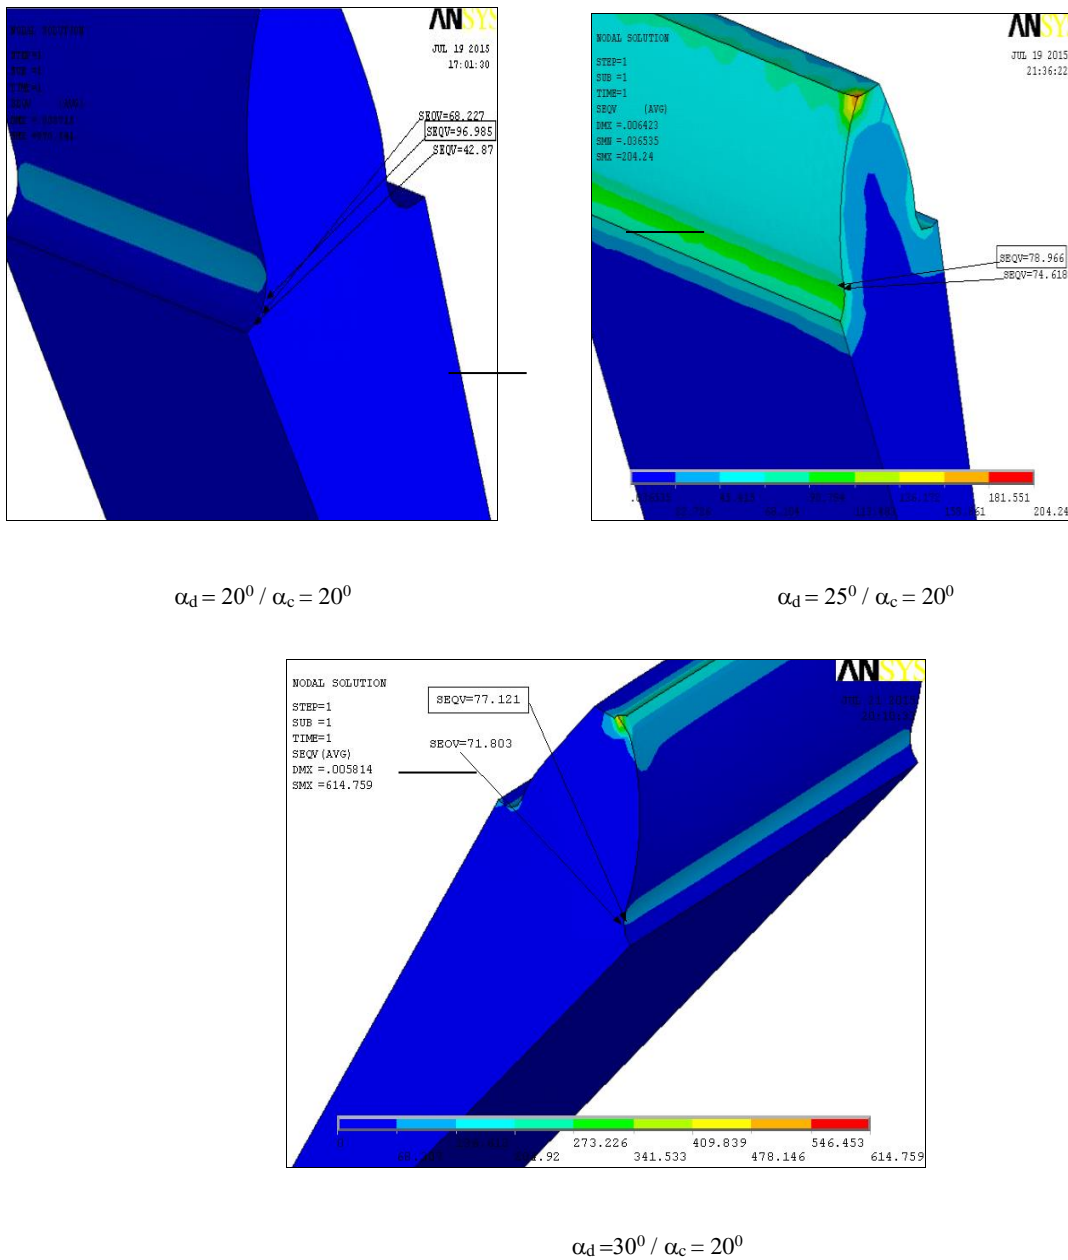 ANSYS
NODAL SOLUTION
JUL 19 2015
17:01:30
SEQV=68.227
SEQV=96.985
SEQV=42.87
ANSYS
NODAL SOLUTION
JUL 19 2015
21:36:22
STEP=1
SUB =1
TIME=1
SEQV (AVG)
DMX =.006423
SMN =.036535
SMX =204.24
SEQV=78.966
SEQV=74.618
181.551
204.24
αd = 20⁰ / αc = 20⁰
αd = 25⁰ / αc = 20⁰
ANSYS
NODAL SOLUTION
STEP=1
SUB =1
TIME=1
SEQV (AVG)
DMX =.005814
SMX =614.759
SEQV=77.121
SEQV=71.803
0
273.226
409.839
546.453
341.533
478.146
614.759
αd =30⁰ / αc = 20⁰